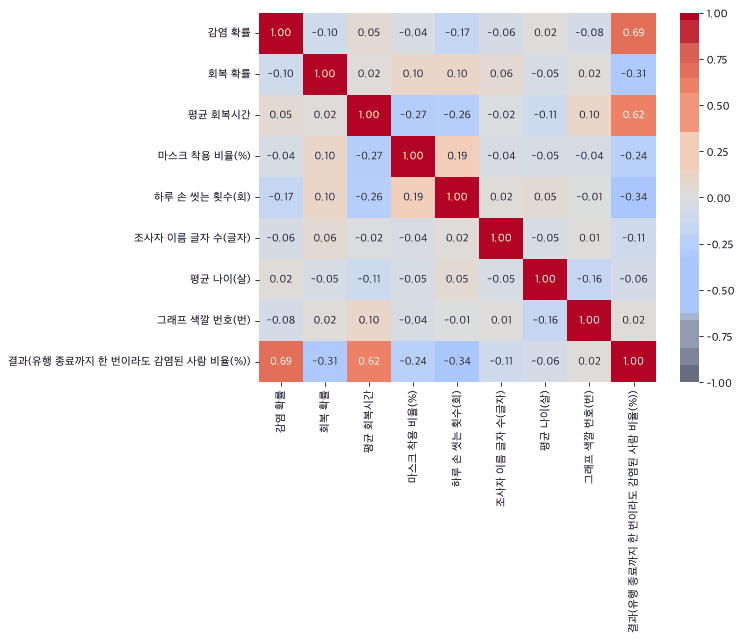 감염 확률 1.00 -0.10 0.05 -0.04 -0.17 -0.06 0.02 -0.08 0.69
회복 확률 -0.10 1.00 0.02 0.10 0.10 0.06 -0.05 0.02 -0.31
평균 회복시간 0.05 0.02 1.00 -0.27 -0.26 -0.02 -0.11 0.10 0.62
마스크 착용 비율(%) -0.04 0.10 -0.27 1.00 0.19 -0.04 -0.05 -0.04 -0.24
하루 손 씻는 횟수(회) -0.17 0.10 -0.26 0.19 1.00 0.02 0.05 -0.01 -0.34
조사자 이름 글자 수(글자) -0.06 0.06 -0.02 -0.04 0.02 1.00 -0.05 0.01 -0.11
평균 나이(살) 0.02 -0.05 -0.11 -0.05 0.05 -0.05 1.00 -0.16 -0.06
그래프 색깔 번호(번) -0.08 0.02 0.10 -0.04 -0.01 0.01 -0.16 1.00 0.02
결과(유행 종료까지 한 번이라도 감염된 사람 비율(%)) 0.69 -0.31 0.62 -0.24 -0.34 -0.11 -0.06 0.02 1.00
감염 확률
회복 확률
평균 회복시간
마스크 착용 비율(%)
하루 손 씻는 횟수(회)
조사자 이름 글자 수(글자)
평균 나이(살)
그래프 색깔 번호(번)
결과(유행 종료까지 한 번이라도 감염된 사람 비율(%))
1.00
0.75
0.50
0.25
0.00
-0.25
-0.50
-0.75
-1.00